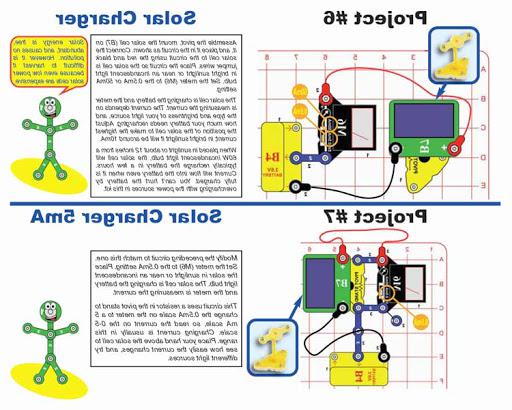 Project #6
Solar Charger
Assemble the pivot, mount the solar cell (B7) on
it, and place it in the circuit as shown. Connect the
solar cell to the circuit using the red and black
jumper wires. Place the circuit so the solar cell is
in bright sunlight or near an incandescent light
bulb. Set the meter (M6) to the 0.5mA or 50mA
setting.
The solar cell is charging the battery and the meter
is measuring the current. The current depends on
the type and brightness of your light source, and
how much your battery needs recharging. Adjust
the position of the solar cell to make the highest
current it will be around 10mA.
When placed in sunlight or about 12 inches from a
60W incandescent light bulb, the solar cell will
typically recharge the battery in a few hours.
Current will flow into the battery even when it is
fully charged. You can't hurt the battery by
overcharging with the power sources in this kit.
Solar energy is free,
abundant and causes no
pollution. However it is
difficult to harvest it
because even low power
solar cells are expensive
A
B
C
D
E
B7
M6
B4
3.6V
BATTERY
Project #7
Solar Charger 5mA
Modify the preceding circuit to match this one.
Set the meter (M6) to the 0.5mA setting. Place
the solar in sunlight or near an incandescent
light bulb. The solar cell is charging the battery
and the meter is measuring the current.
This circuit uses a resistor in the pivot stand to
change the 0.5mA scale on the meter to a 5
mA scale, so read the current on the 0-5
scale. Charging current is usually in this
range. Place your hand above the solar cell to
see how easily the current changes, and try
different light sources.
B7
M6
B4